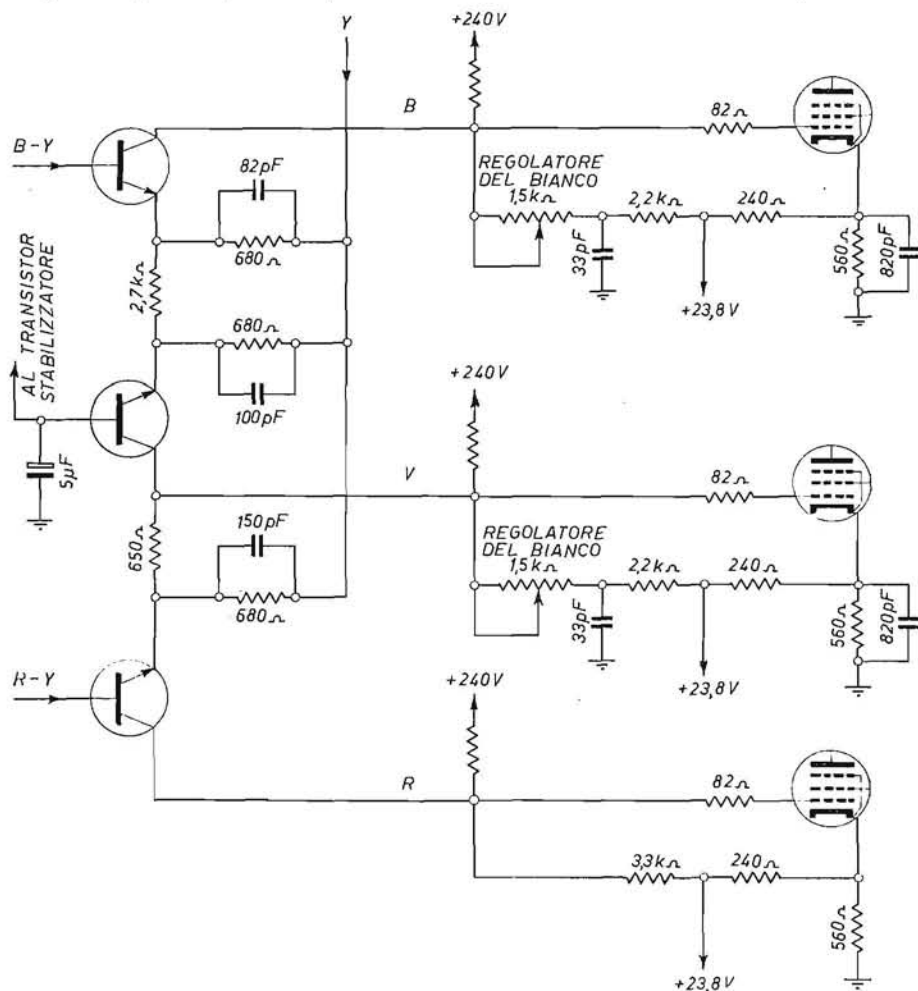 Y
+240V
B
82Ω
B-Y
82pF
REGOLATORE
DEL BIANCO
1,5kΩ
2,2kΩ
240Ω
680Ω
33pF
560Ω
820pF
2,7kΩ
+23,8V
AL TRANSISTOR
STABILIZZATORE
680Ω
100pF
+240V
5µF
V
82Ω
650Ω
150pF
REGOLATORE
DEL BIANCO
1,5kΩ
2,2kΩ
240Ω
680Ω
33pF
560Ω
820pF
R-Y
+240V
+23,8V
R
82Ω
3,3kΩ
240Ω
560Ω
+23,8V